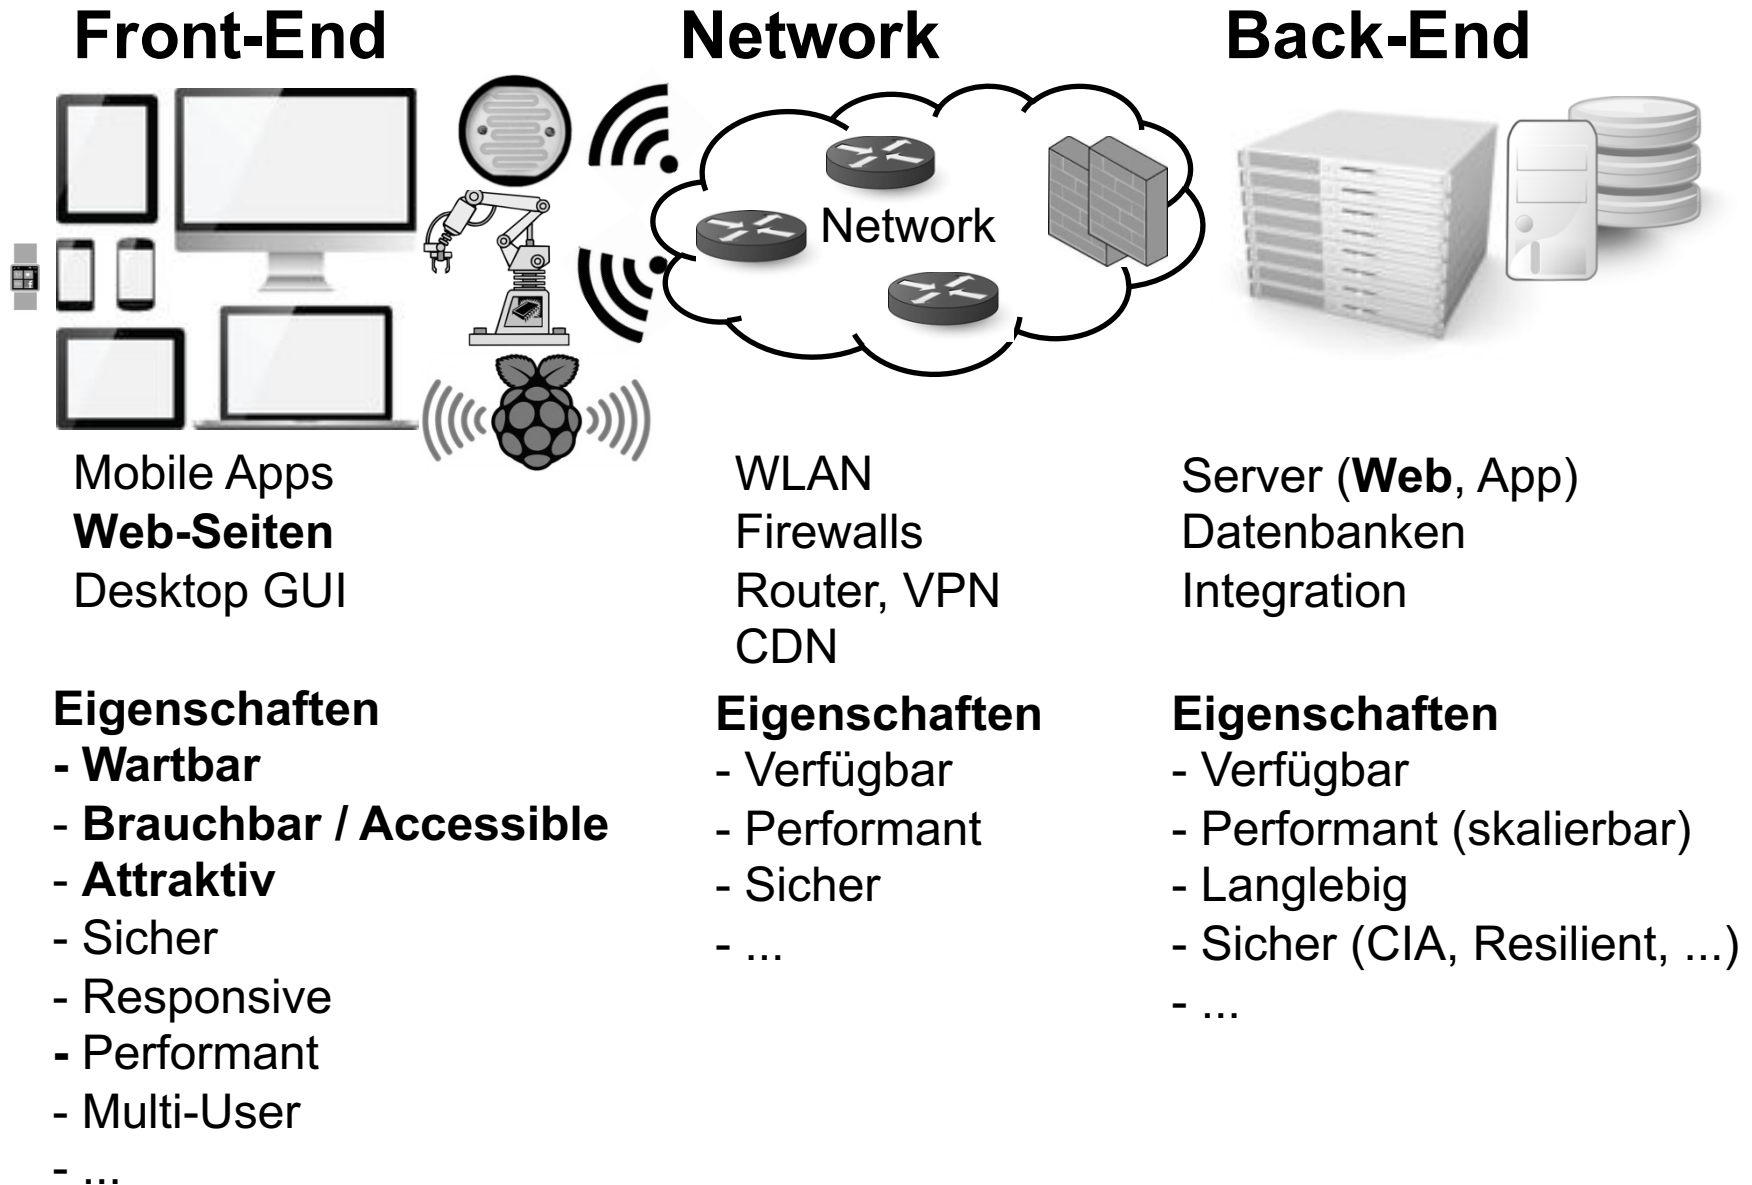 Front-End
Network
Back-End
Network
Mobile Apps
Web-Seiten
Desktop GUI
WLAN
Firewalls
Router, VPN
CDN
Server (Web, App)
Datenbanken
Integration
Eigenschaften
- Wartbar
- Brauchbar / Accessible
- Attraktiv
- Sicher
- Responsive
- Performant
- Multi-User
- ...
Eigenschaften
- Verfügbar
- Performant
- Sicher
- ...
Eigenschaften
- Verfügbar
- Performant (skalierbar)
- Langlebig
- Sicher (CIA, Resilient, ...)
- ...